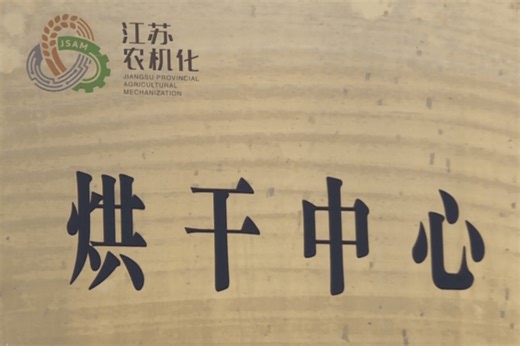 JSAM
江苏
农机化
JIANGSU PROVINCIAL
AGRICULTURAL
MECHANIZATION
烘干中心